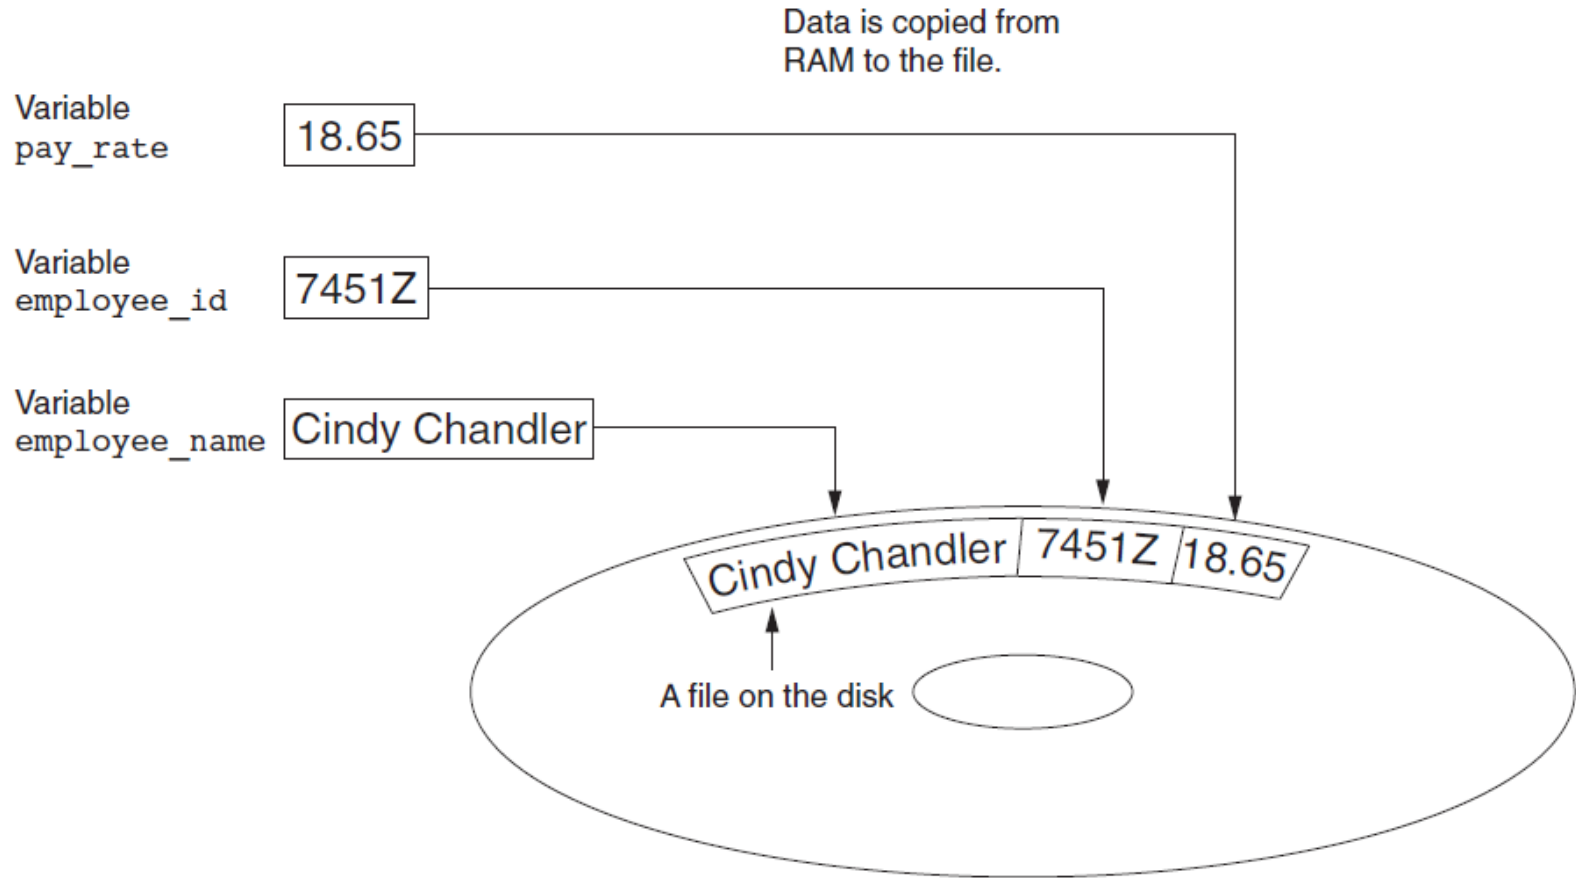 Data is copied from
RAM to the file.
Variable
pay_rate
18.65
Variable
employee_id
7451Z
Variable
employee_name
Cindy Chandler
Cindy Chandler
7451Z
18.65
A file on the disk